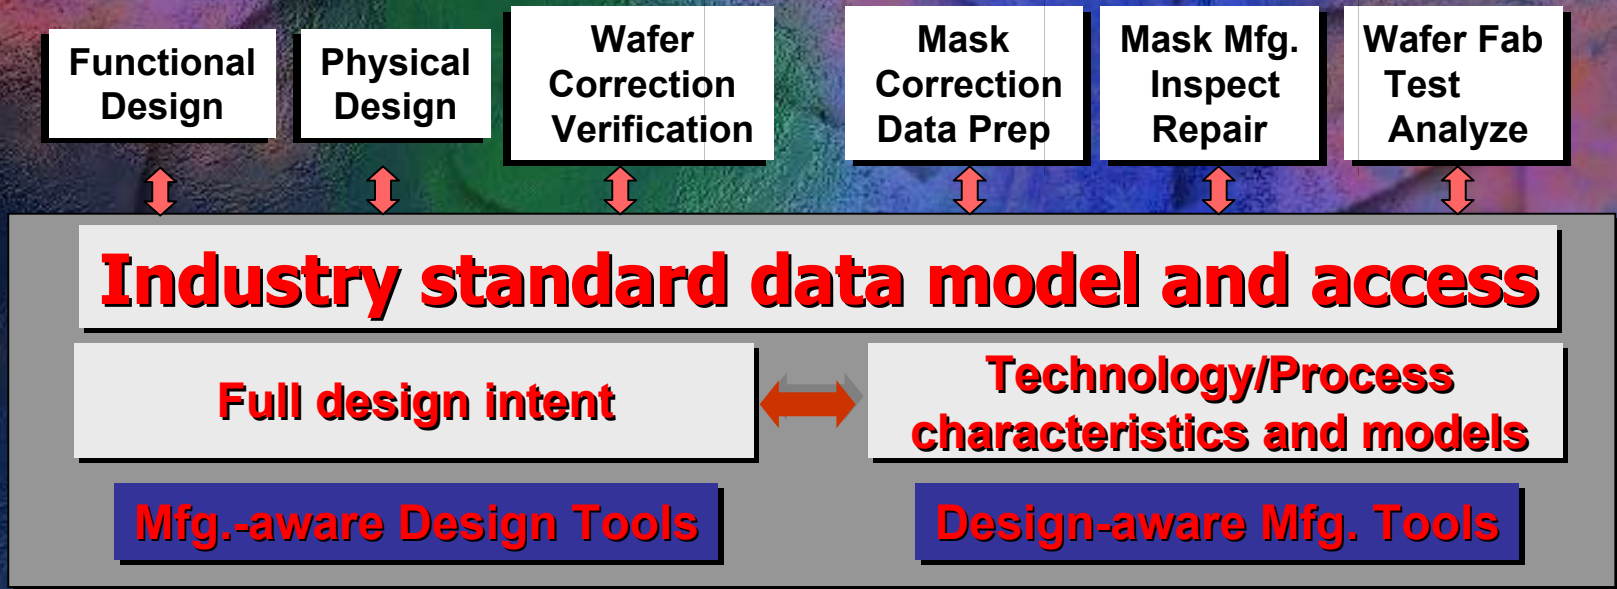 Functional
Design
Physical
Design
Wafer
Correction
Verification
Mask
Correction
Data Prep
Mask Mfg.
Inspect
Repair
Wafer Fab
Test
Analyze
Industry standard data model and access
Full design intent
Technology/Process
characteristics and models
Mfg.-aware Design Tools
Design-aware Mfg. Tools